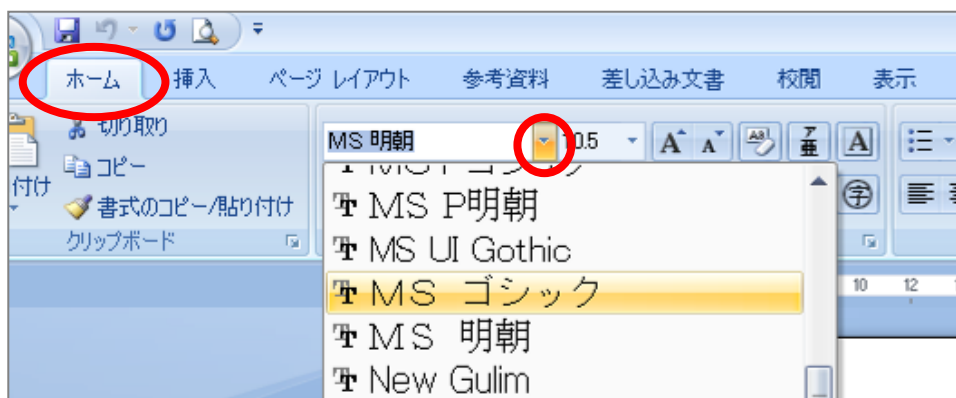 ホーム 挿入 ページ レイアウト 参考資料 差し込み文書 校閲 表示
切り取り
コピー
付け
書式のコピー/貼り付け
クリップボード
MS 明朝 10.5 A A ア亜 A
字
10 12
MS P明朝
MS UI Gothic
MS ゴシック
MS 明朝
New Gulim